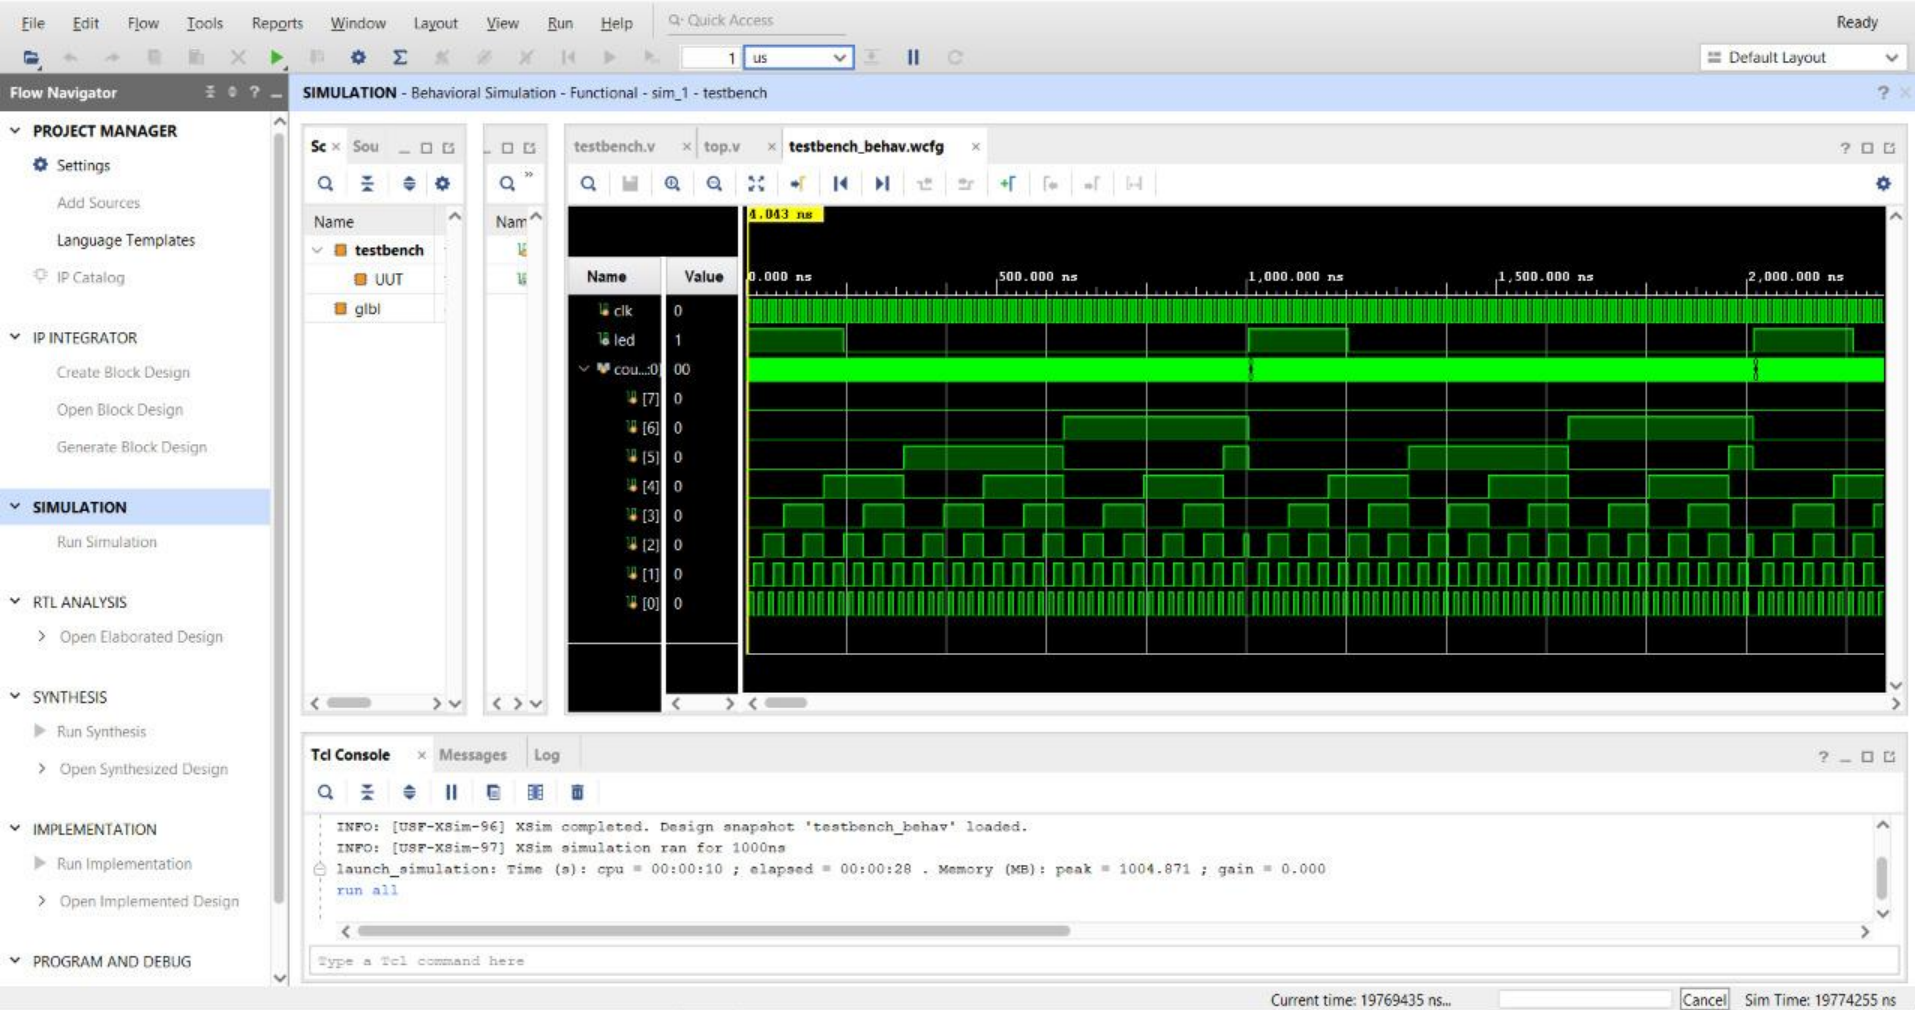 File Edit Flow Tools Reports Window Layout View Run Help Quick Access Ready
1 us Default Layout
Flow Navigator ? SIMULATION - Behavioral Simulation - Functional - sim_1 - testbench ?
PROJECT MANAGER
Settings
Add Sources
Language Templates
IP Catalog
IP INTEGRATOR
Create Block Design
Open Block Design
Generate Block Design
SIMULATION
Run Simulation
RTL ANALYSIS
Open Elaborated Design
SYNTHESIS
Run Synthesis
Open Synthesized Design
IMPLEMENTATION
Run Implementation
Open Implemented Design
PROGRAM AND DEBUG
Sc × Sou
Name
testbench
UUT
glbl
»
Nam
testbench.v × top.v × testbench_behav.wcfg × ?
4.043 ns
Name Value 0.000 ns 500.000 ns 1,000.000 ns 1,500.000 ns 2,000.000 ns
clk 0
led 1
cou...:0] 00
[7] 0
[6] 0
[5] 0
[4] 0
[3] 0
[2] 0
[1] 0
[0] 0
Tcl Console × Messages Log ?
INFO: [USF-XSim-96] XSim completed. Design snapshot 'testbench_behav' loaded.
INFO: [USF-XSim-97] XSim simulation ran for 1000ns
launch_simulation: Time (s): cpu = 00:00:10 ; elapsed = 00:00:28 . Memory (MB): peak = 1004.871 ; gain = 0.000
run all
Type a Tcl command here
Current time: 19769435 ns... Cancel Sim Time: 19774255 ns